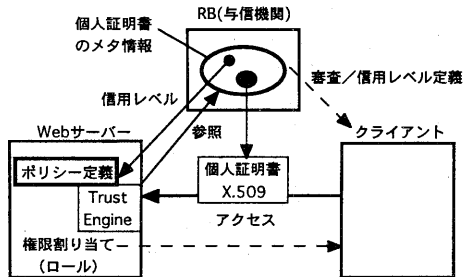 RB(与信機関)
個人証明書
のメタ情報
審査/信用レベル定義
信用レベル
参照
Webサーバー
クライアント
ポリシー定義
Trust
Engine
個人証明書
X.509
アクセス
権限割り当て
(ロール)